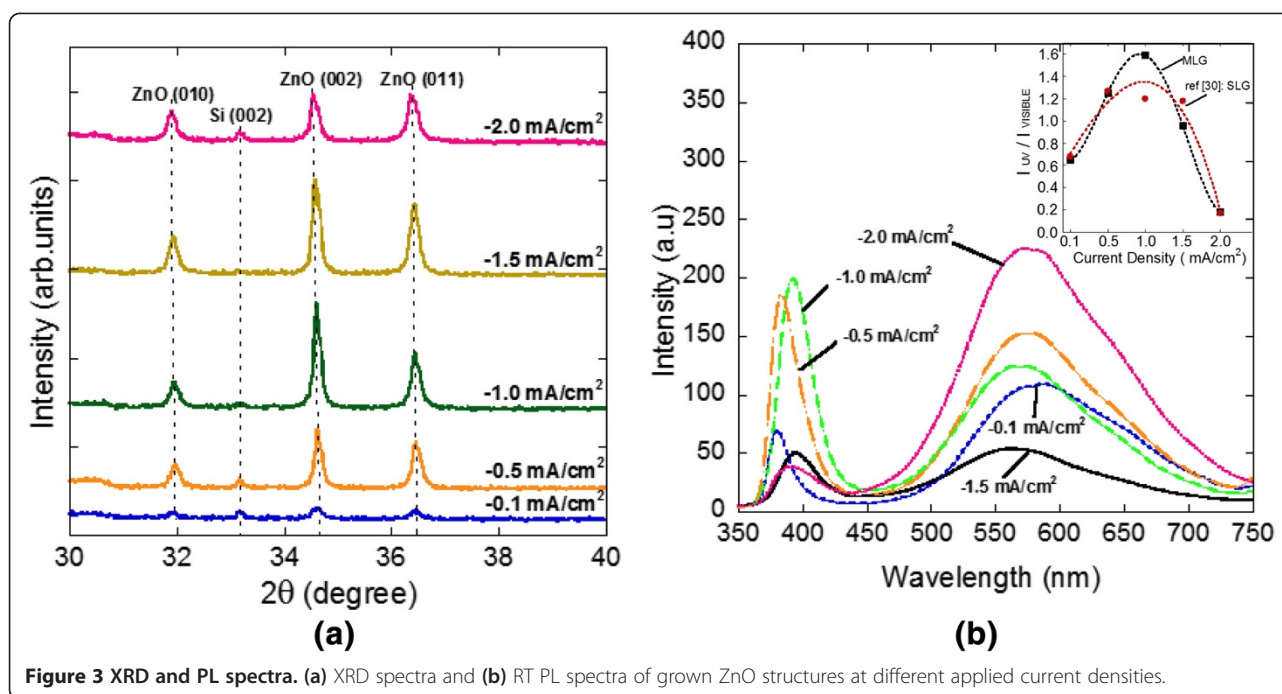 ZnO (010)
Si (002)
ZnO (002)
ZnO (011)
-2.0 mA/cm²
-1.5 mA/cm²
-1.0 mA/cm²
-0.5 mA/cm²
-0.1 mA/cm²
Intensity (arb.units)
30 32 34 36 38 40
2θ (degree)
(a)
400
350
300
250
200
150
100
50
0
Intensity (a.u)
-2.0 mA/cm²
-1.0 mA/cm²
-0.5 mA/cm²
-0.1 mA/cm²
-1.5 mA/cm²
350 400 450 500 550 600 650 700 750
Wavelength (nm)
(b)
1.6
1.4
1.2
1.0
0.8
0.6
0.4
0.2
0.0
I UV / I VISIBLE
MLG
ref [30]: SLG
0.1 0.5 1.0 1.5 2.0
Current Density ( mA/cm²)
Figure 3 XRD and PL spectra. (a) XRD spectra and (b) RT PL spectra of grown ZnO structures at different applied current densities.